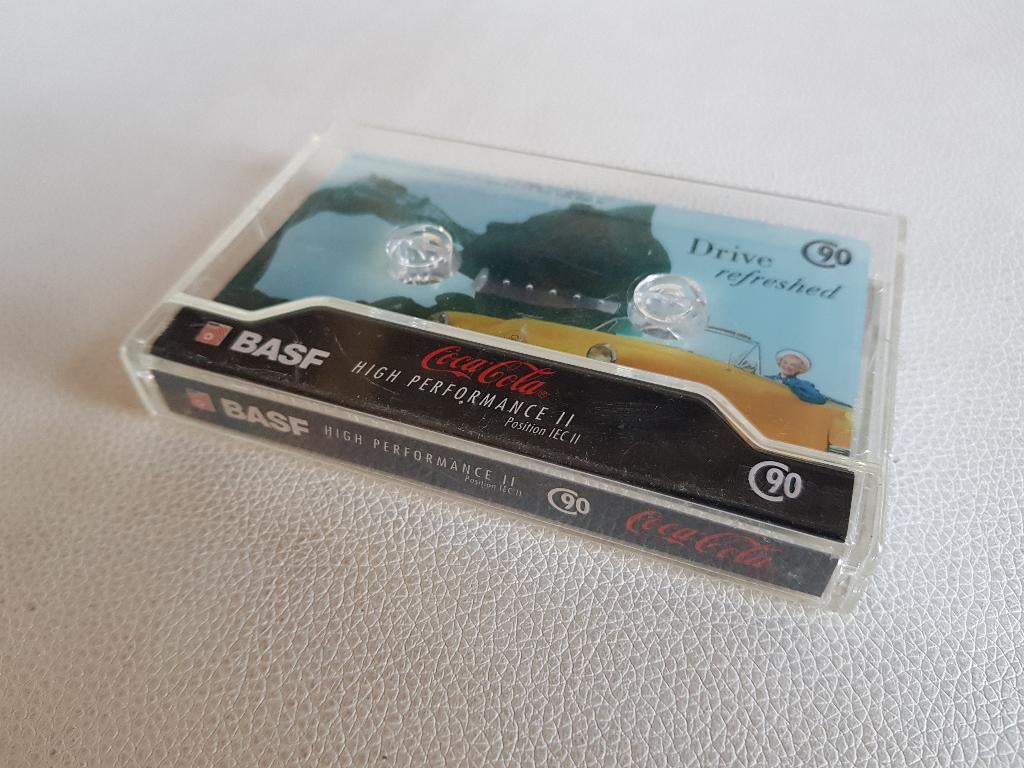 Drive
refreshed
C90
BASF
Coca-Cola®
HIGH PERFORMANCE II
Position IEC II
C90
BASF
HIGH PERFORMANCE II
Position IEC II
C90
Coca-Cola